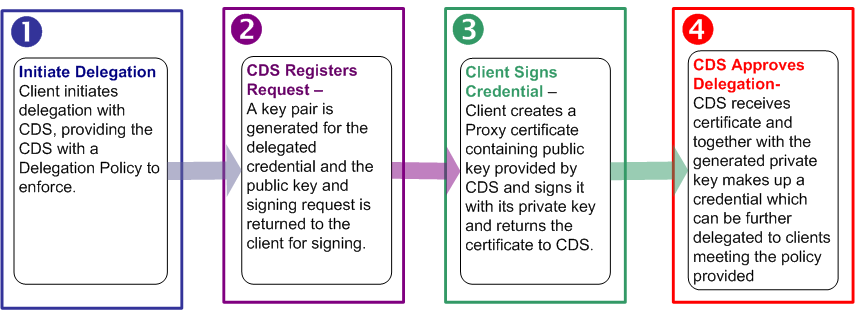 1
Initiate Delegation
Client initiates
delegation with
CDS, providing the
CDS with a
Delegation Policy to
enforce.
2
CDS Registers
Request –
A key pair is
generated for the
delegated
credential and the
public key and
signing request is
returned to the
client for signing.
3
Client Signs
Credential –
Client creates a
Proxy certificate
containing public
key provided by
CDS and signs it
with its private key
and returns the
certificate to CDS.
4
CDS Approves
Delegation-
CDS receives
certificate and
together with the
generated private
key makes up a
credential which
can be further
delegated to clients
meeting the policy
provided